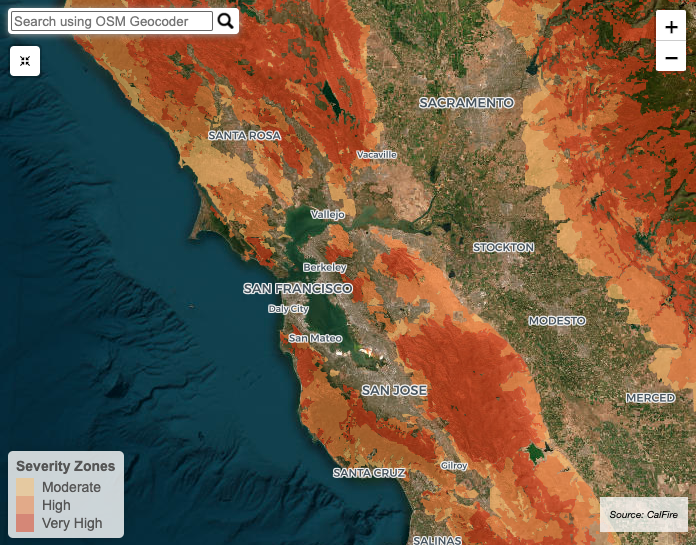 Search using OSM Geocoder
+
−
SACRAMENTO
SANTA ROSA
Vacaville
Vallejo
STOCKTON
Berkeley
SAN FRANCISCO
Daly City
MODESTO
San Mateo
SAN JOSE
MERCED
Gilroy
SANTA CRUZ
SALINAS
Severity Zones
Moderate
High
Very High
Source: CalFire